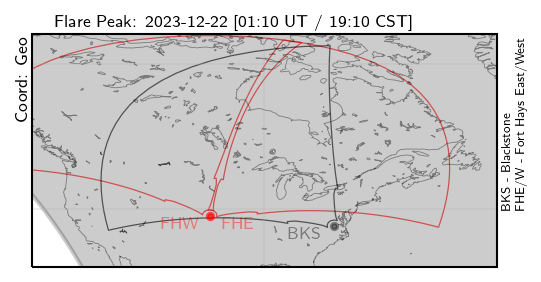 Flare Peak: 2023-12-22 [01:10 UT / 19:10 CST]
Coord: Geo
FHW
FHE
BKS
BKS - Blackstone
FHE/W - Fort Hays East/West